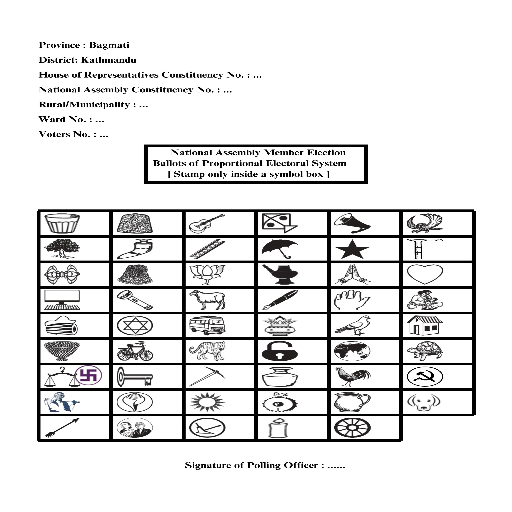 Province : Bagmati
District: Kathmandu
House of Representatives Constituency No. : ...
National Assembly Constituency No. : ...
Rural/Municipality : ...
Ward No. : ...
Voters No. : ...
National Assembly Member Election
Ballots of Proportional Electoral System
[ Stamp only inside a symbol box ]
Signature of Polling Officer : ......